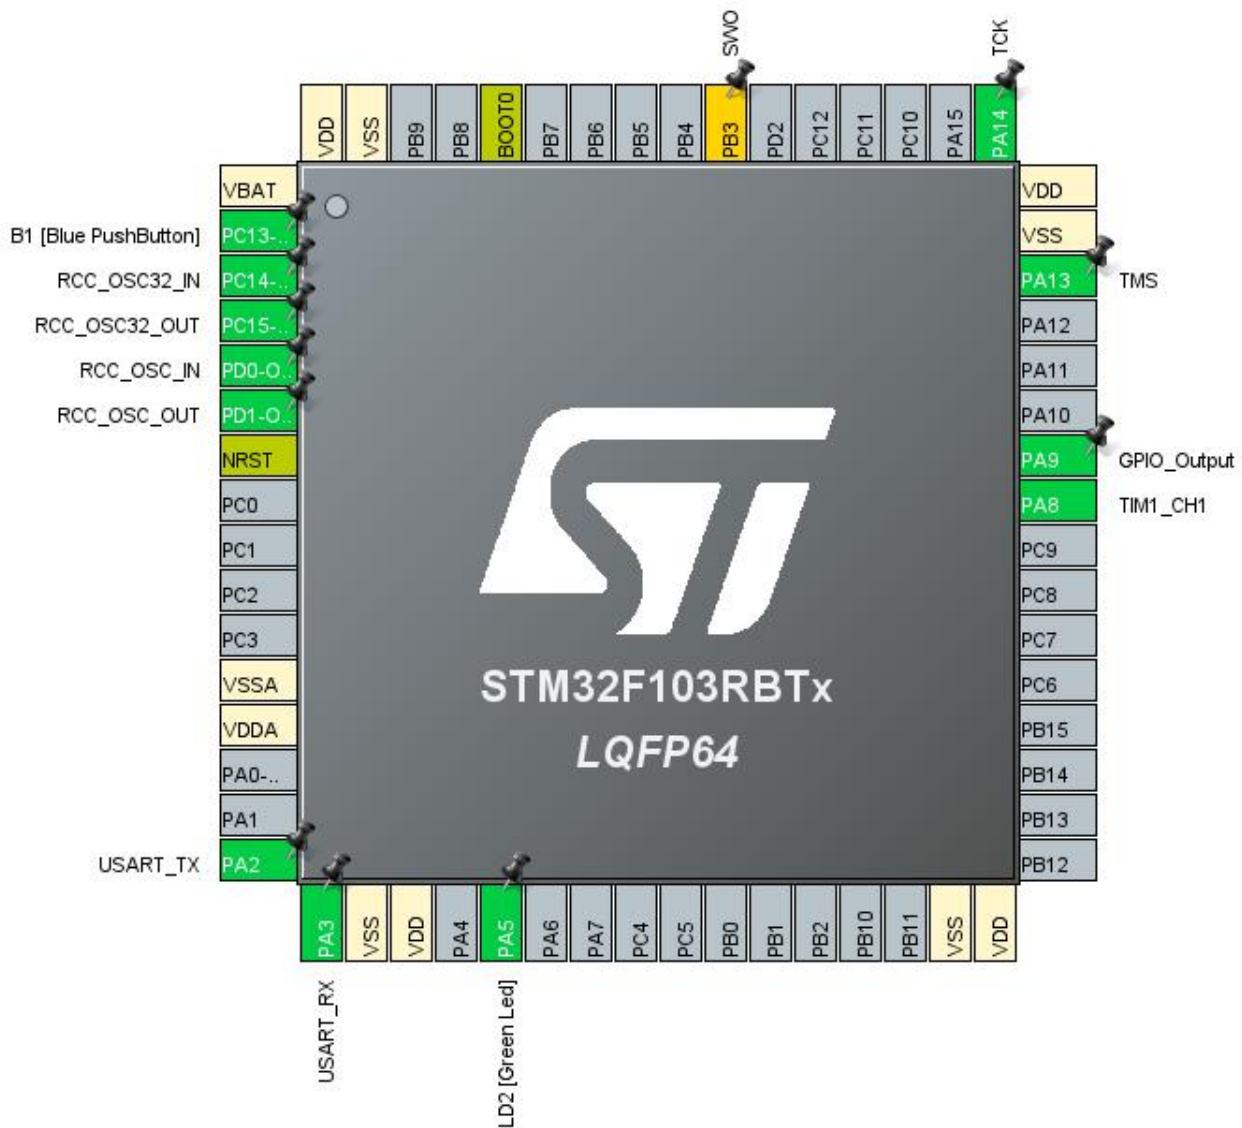 SWO
TCK
VDD
VSS
PB9
PB8
BOOT0
PB7
PB6
PB5
PB4
PB3
PD2
PC12
PC11
PC10
PA15
PA14
VBAT
B1 [Blue PushButton]
PC13-..
RCC_OSC32_IN
PC14-..
RCC_OSC32_OUT
PC15-..
RCC_OSC_IN
PD0-O..
RCC_OSC_OUT
PD1-O..
NRST
PC0
PC1
PC2
PC3
VSSA
VDDA
PA0-..
PA1
USART_TX
PA2
ST
STM32F103RBTx
LQFP64
VDD
VSS
PA13
TMS
PA12
PA11
PA10
PA9
GPIO_Output
PA8
TIM1_CH1
PC9
PC8
PC7
PC6
PB15
PB14
PB13
PB12
PA3
VSS
VDD
PA4
PA5
PA6
PA7
PC4
PC5
PB0
PB1
PB2
PB10
PB11
VSS
VDD
USART_RX
LD2 [Green Led]